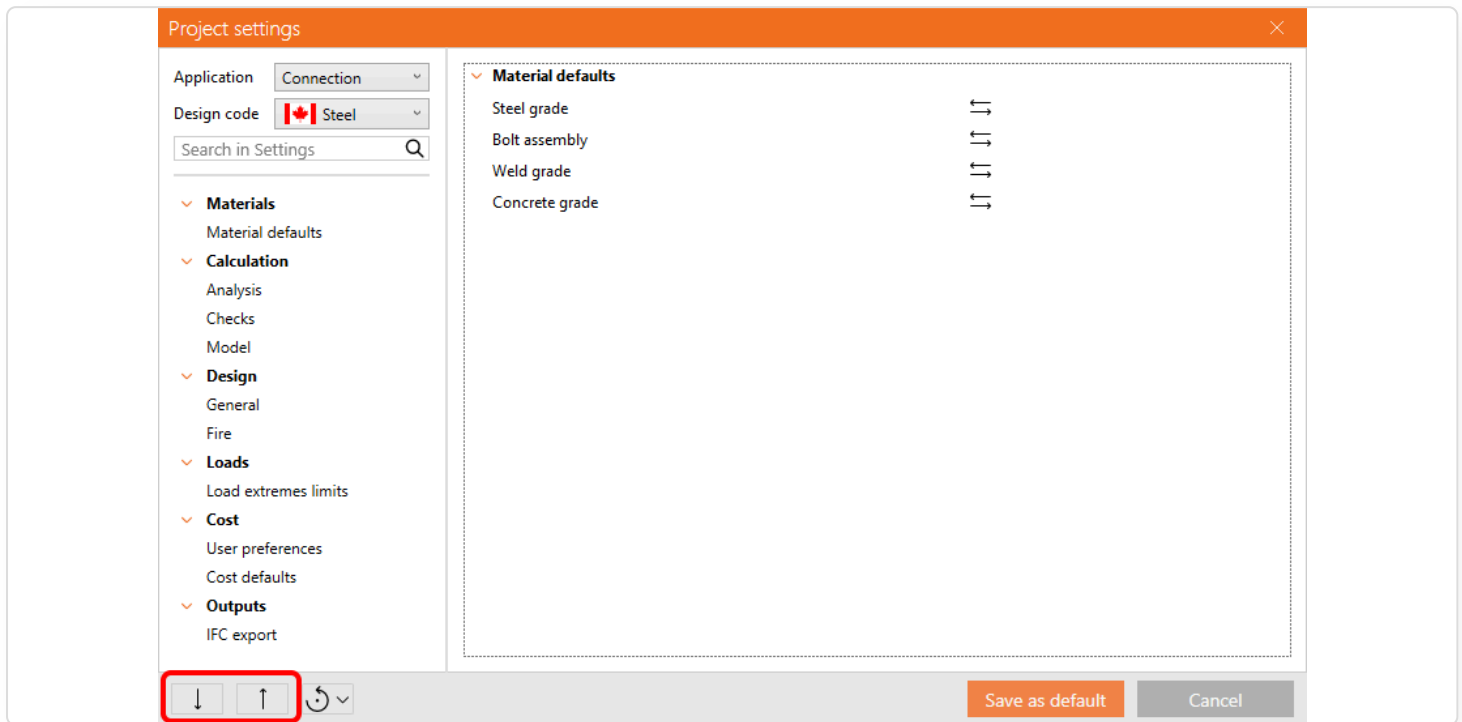 Project settings
Application Connection
Design code Steel
Search in Settings
Materials
Material defaults
Calculation
Analysis
Checks
Model
Design
General
Fire
Loads
Load extremes limits
Cost
User preferences
Cost defaults
Outputs
IFC export
Material defaults
Steel grade
Bolt assembly
Weld grade
Concrete grade
Save as default Cancel